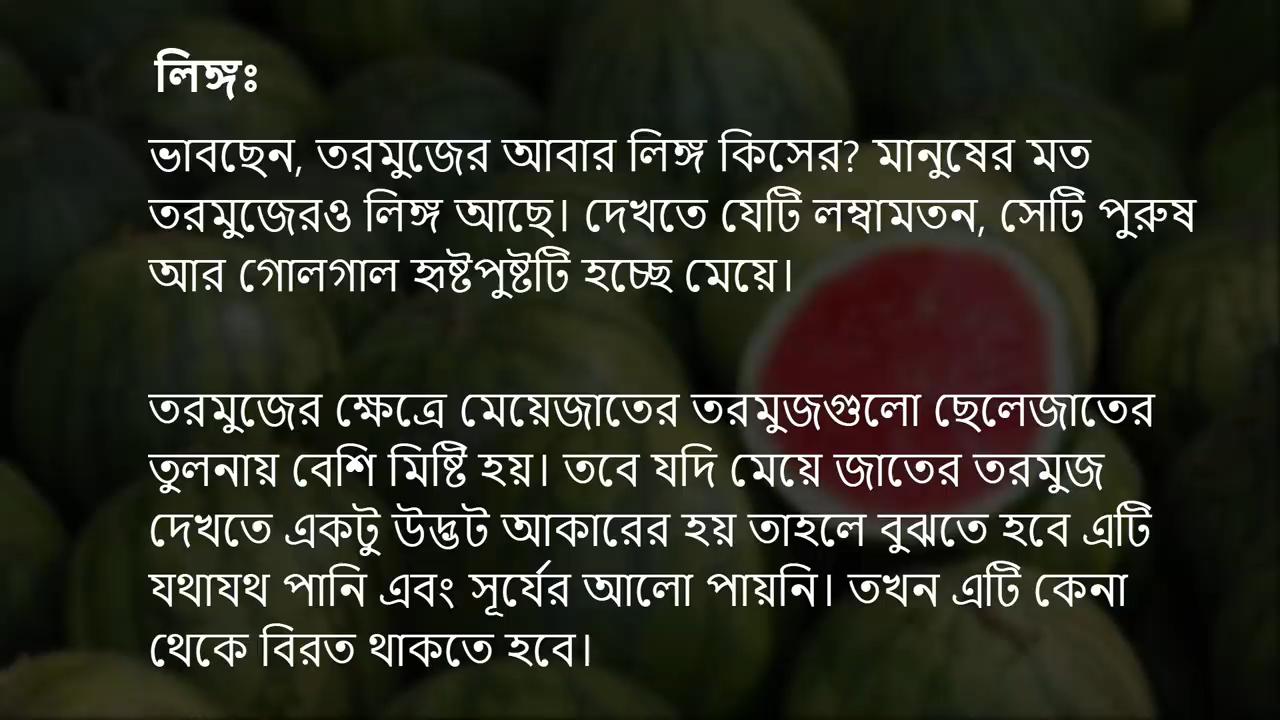 লিঙ্গঃ
ভাবছেন, তরমুজের আবার লিঙ্গ কিসের? মানুষের মত
তরমুজেরও লিঙ্গ আছে। দেখতে যেটি লম্বামতন, সেটি পুরুষ
আর গোলগাল হৃষ্টপুষ্টটি হচ্ছে মেয়ে।
তরমুজের ক্ষেত্রে মেয়েজাতের তরমুজগুলো ছেলেজাতের
তুলনায় বেশি মিষ্টি হয়। তবে যদি মেয়ে জাতের তরমুজ
দেখতে একটু উদ্ভট আকারের হয় তাহলে বুঝতে হবে এটি
যথাযথ পানি এবং সূর্যের আলো পায়নি। তখন এটি কেনা
থেকে বিরত থাকতে হবে।